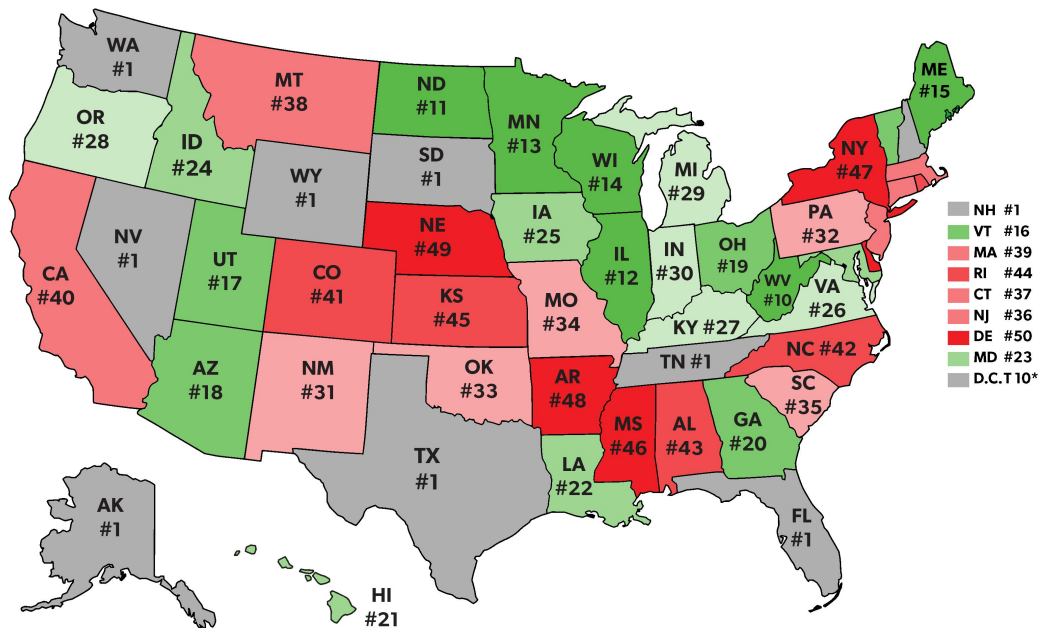 WA
#1
OR
#28
ID
#24
MT
#38
ND
#11
MN
#13
ME
#15
WY
#1
SD
#1
WI
#14
MI
#29
NY
#47
NV
#1
UT
#17
CO
#41
NE
#49
IA
#25
IL
#12
IN
#30
OH
#19
PA
#32
WV
#10
VA
#26
CA
#40
KS
#45
MO
#34
KY #27
AZ
#18
NM
#31
OK
#33
AR
#48
TN #1
NC #42
SC
#35
MS
#46
AL
#43
GA
#20
LA
#22
TX
#1
FL
#1
AK
#1
HI
#21
NH #1
VT #16
MA #39
RI #44
CT #37
NJ #36
DE #50
MD #23
D.C.T 10*